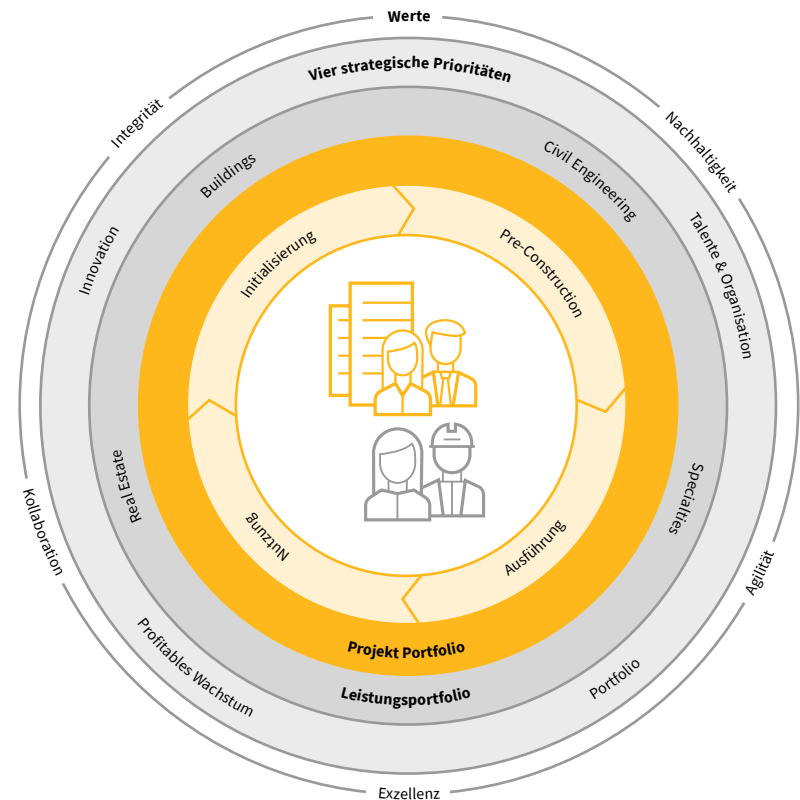 Werte
Integrität
Nachhaltigkeit
Agilität
Exzellenz
Kollaboration
Vier strategische Prioritäten
Innovation
Talente & Organisation
Portfolio
Profitables Wachstum
Buildings
Civil Engineering
Specialties
Real Estate
Leistungsportfolio
Projekt Portfolio
Initialisierung
Pre-Construction
Ausführung
Nutzung